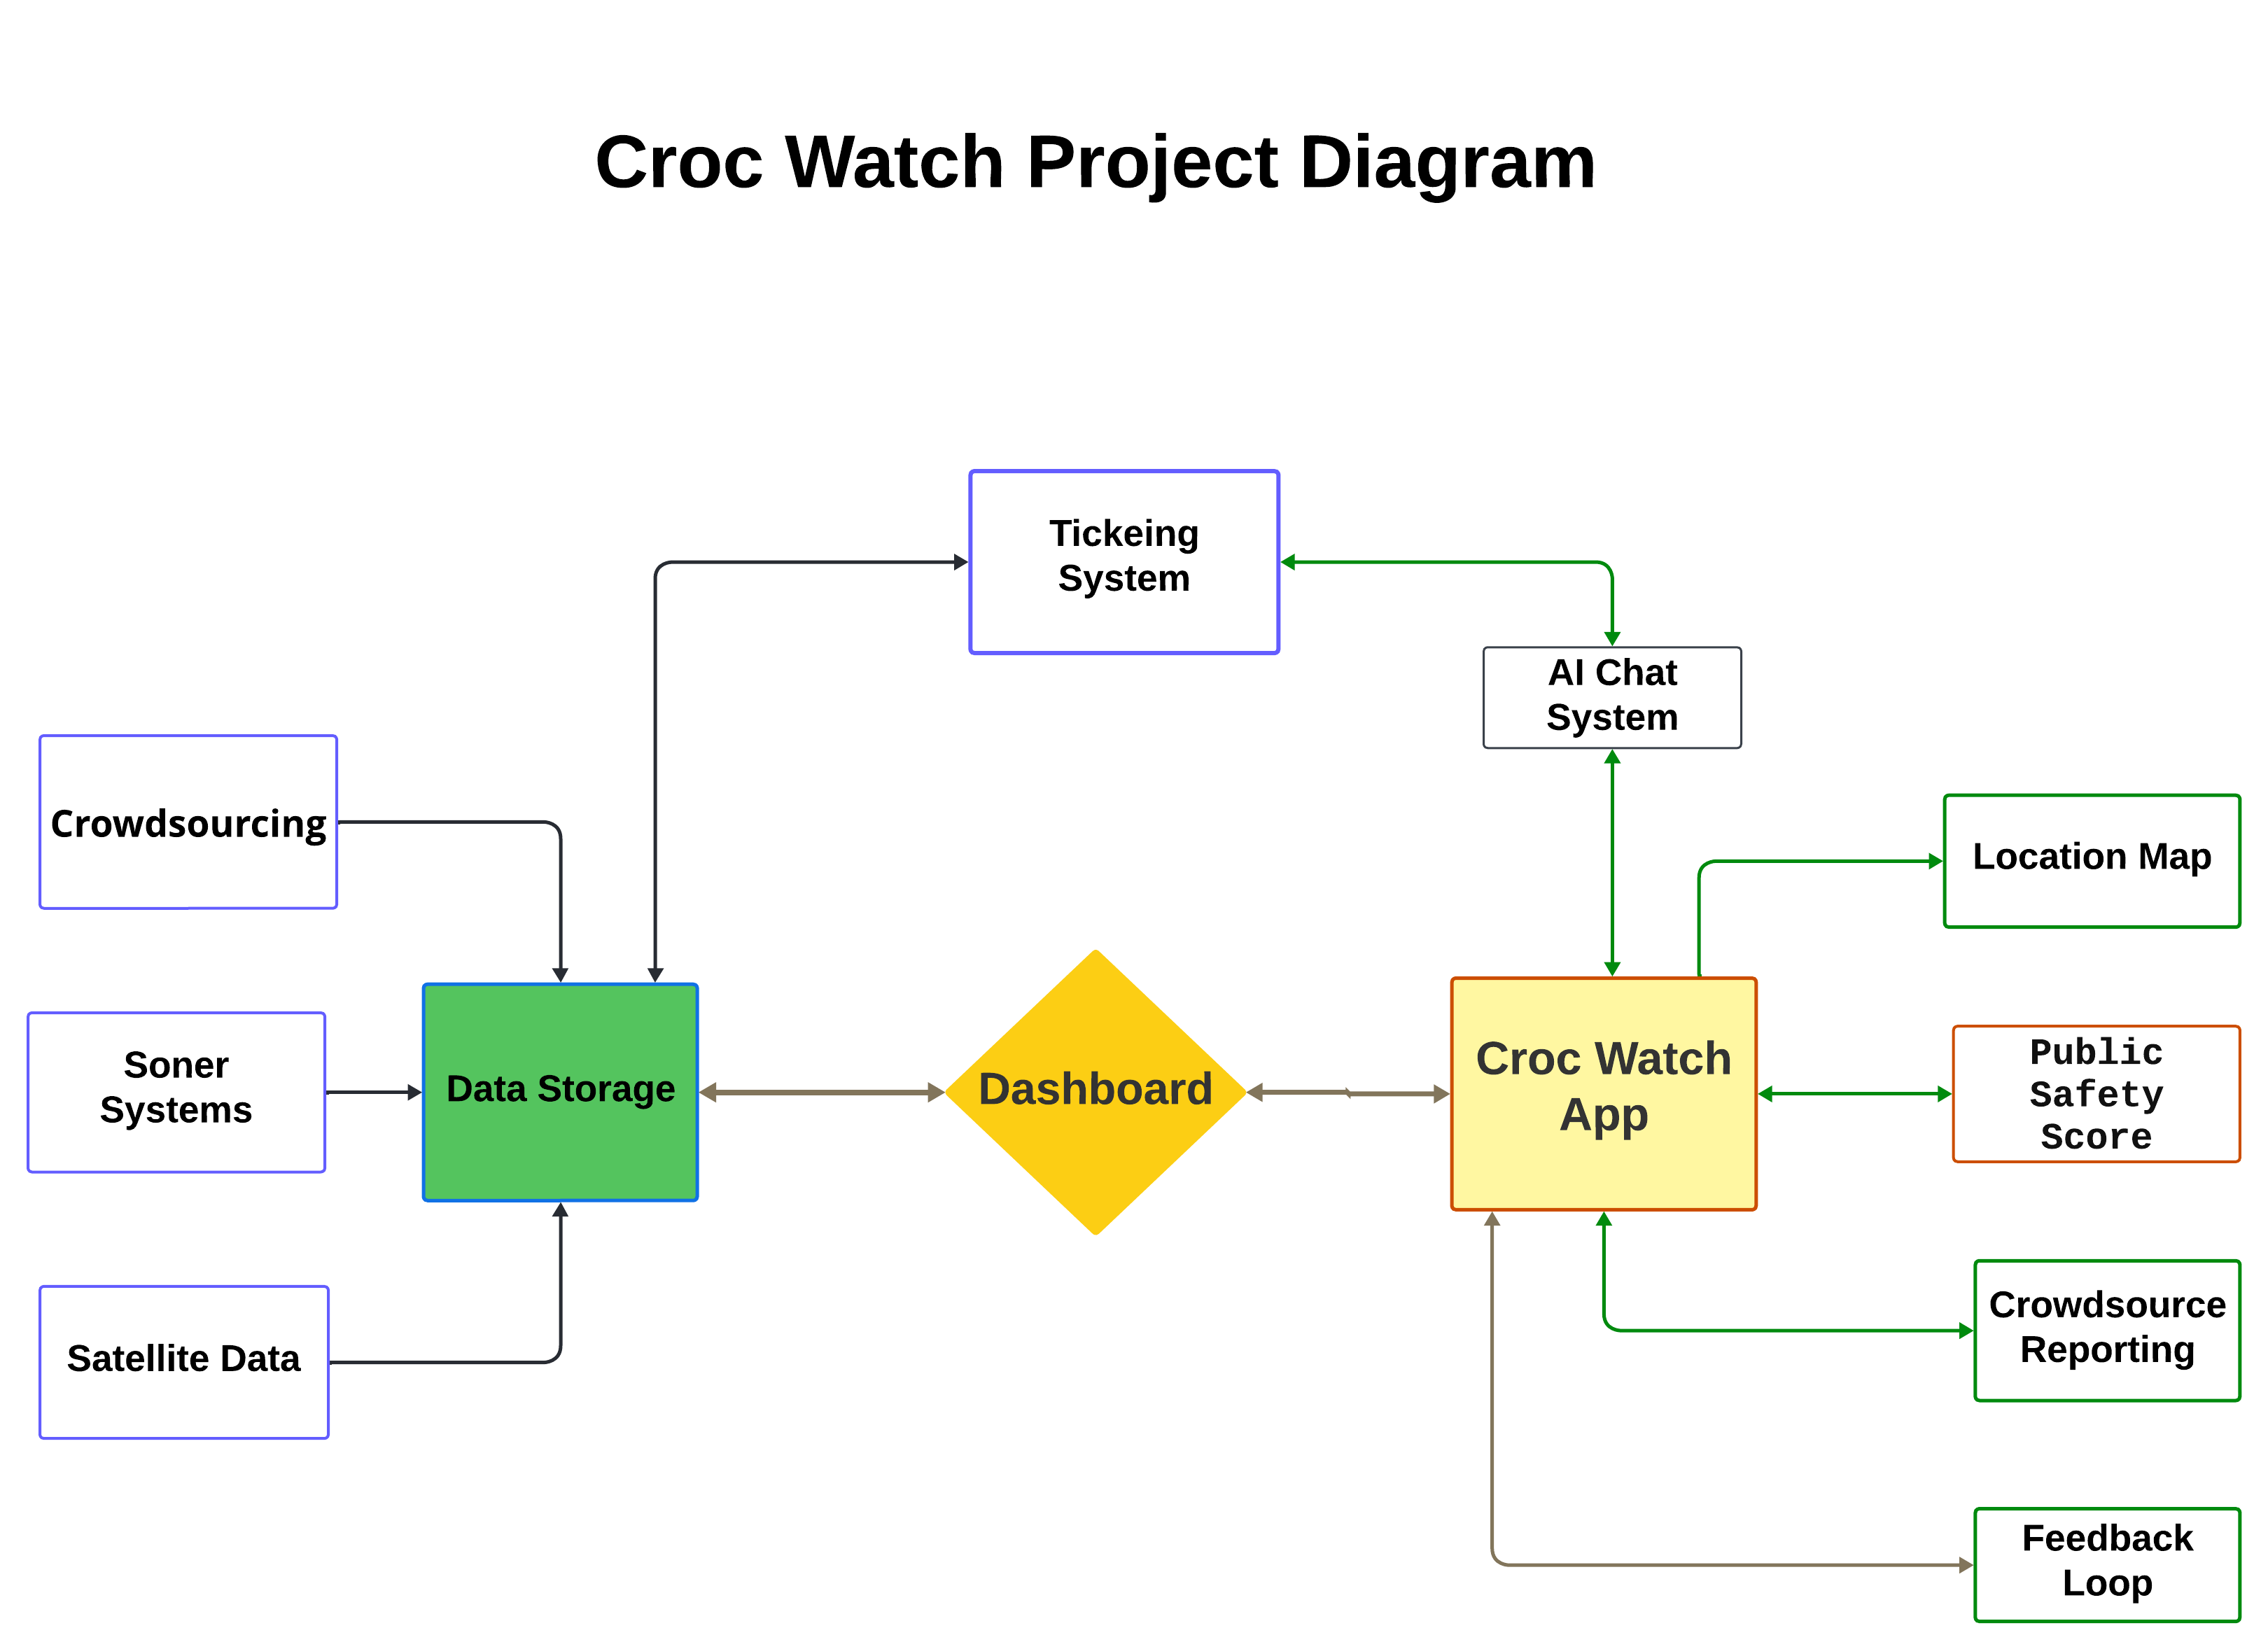 Croc Watch Project Diagram
Tickeing
System
AI Chat
System
Crowdsourcing
Location Map
Soner
Systems
Data Storage
Dashboard
Croc Watch
App
Public
Safety
Score
Satellite Data
Crowdsource
Reporting
Feedback
Loop